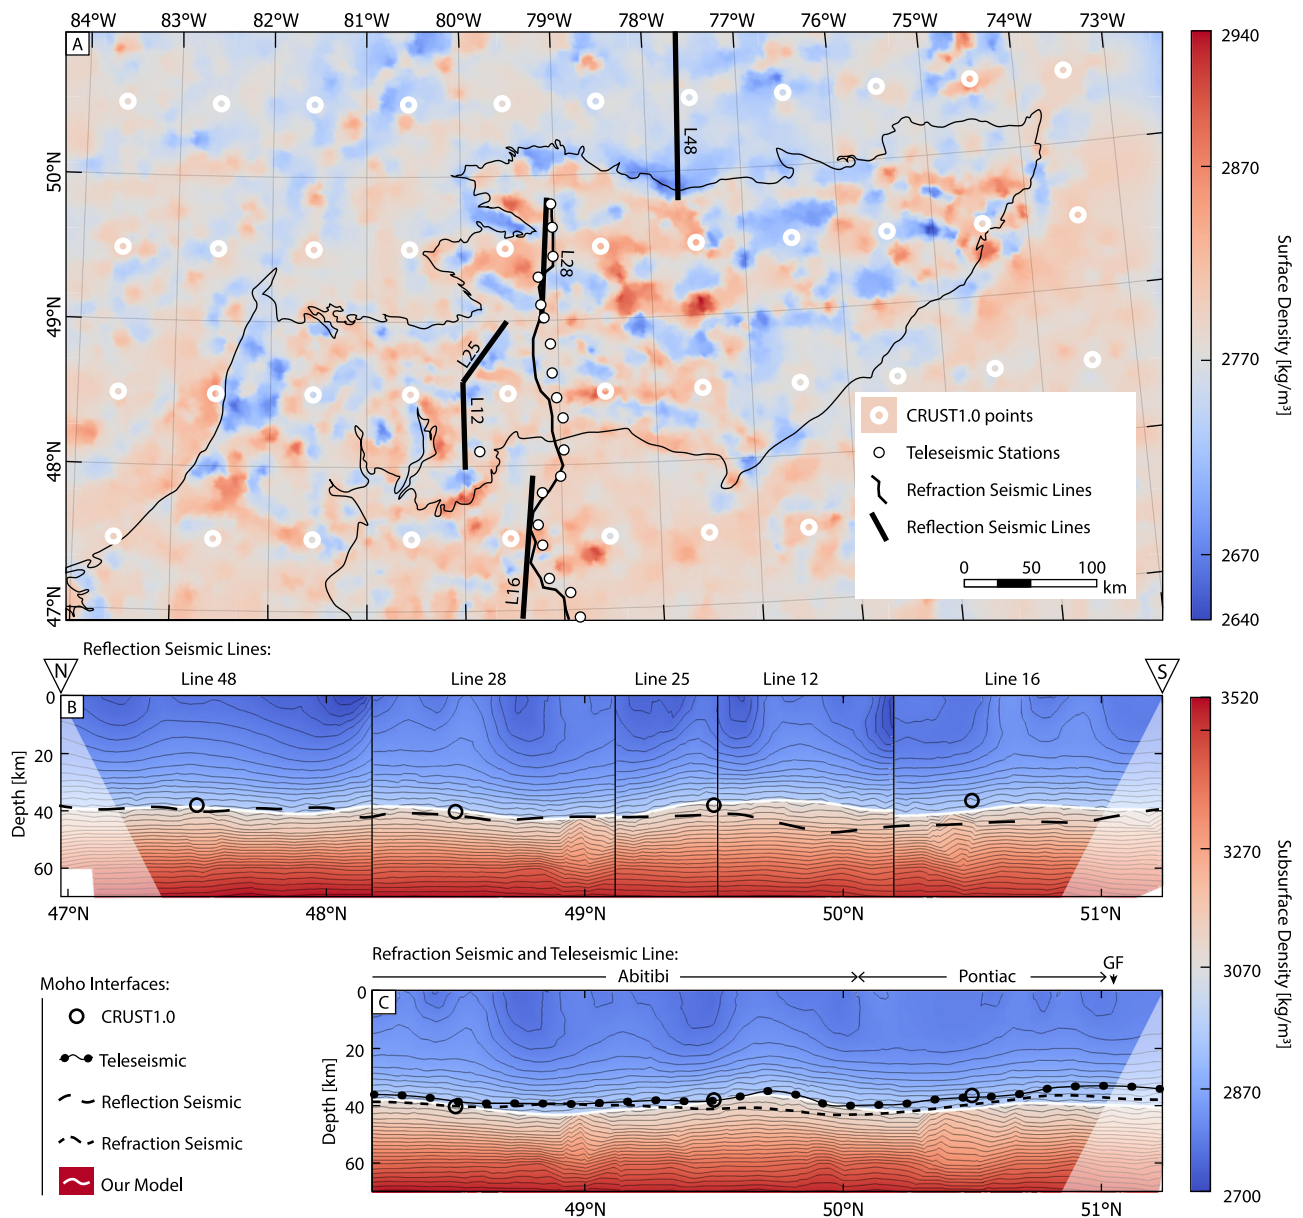 84°W 83°W 82°W 81°W 80°W 79°W 78°W 77°W 76°W 75°W 74°W 73°W
A
50°N
49°N
48°N
47°N
L48
L28
L25
L12
L16
CRUST1.0 points
Teleseismic Stations
Refraction Seismic Lines
Reflection Seismic Lines
0 50 100
km
2940
2870
2770
2670
2640
Surface Density [kg/m³]
Reflection Seismic Lines:
N
S
Line 48 Line 28 Line 25 Line 12 Line 16
B
0
20
40
60
Depth [km]
47°N 48°N 49°N 50°N 51°N
3520
3270
3070
2870
2700
Subsurface Density [kg/m³]
Refraction Seismic and Teleseismic Line:
Abitibi
Pontiac
GF
C
0
20
40
60
Depth [km]
49°N 50°N 51°N
Moho Interfaces:
CRUST1.0
Teleseismic
Reflection Seismic
Refraction Seismic
Our Model